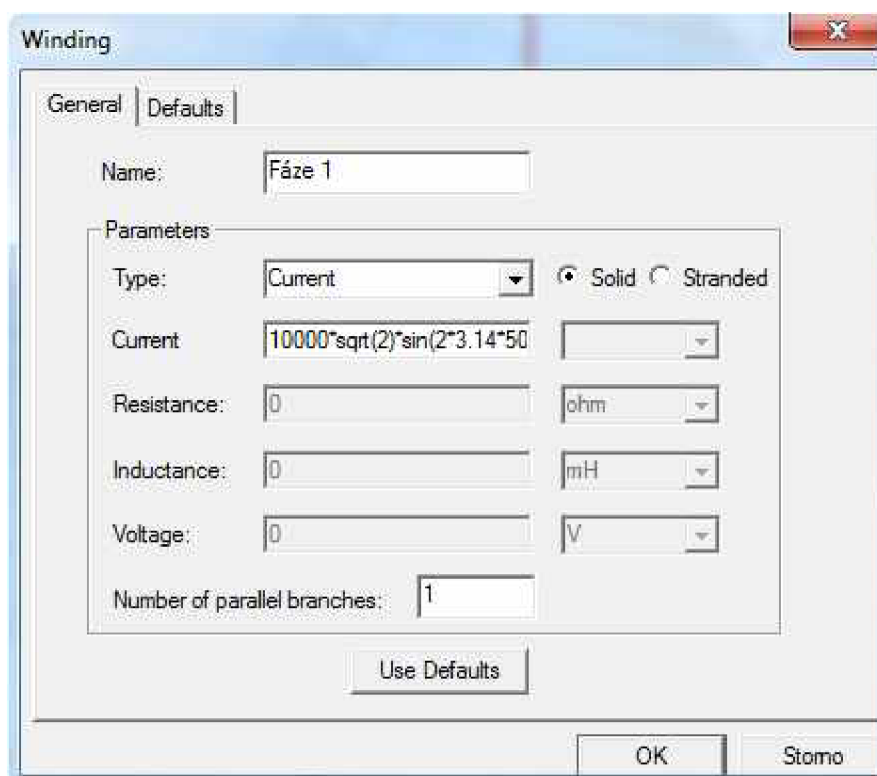 Winding
General Defaults
Name: Fáze 1
Parameters
Type: Current Solid Stranded
Current 10000*sqrt(2)*sin(2*3.14*50
Resistance: 0 ohm
Inductance: 0 mH
Voltage: 0 V
Number of parallel branches: 1
Use Defaults
OK Storno